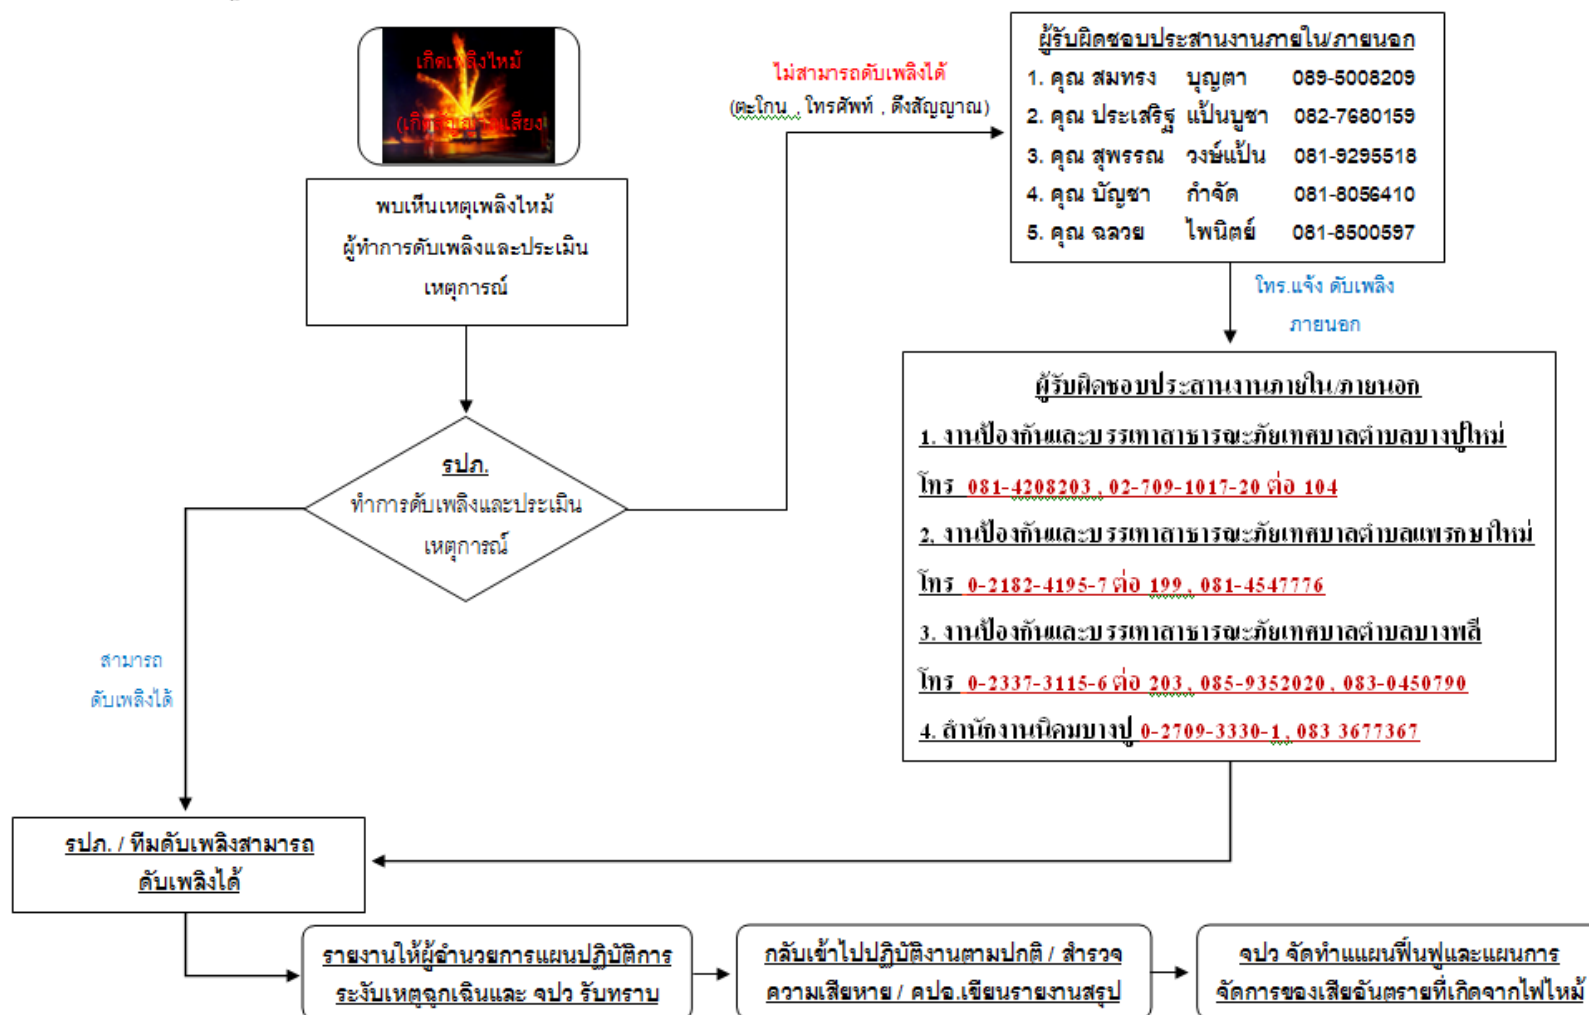 เกิดเพลิงไหม้
(เกิดสัญญาณเสียง
พบเห็นเหตุเพลิงไหม้
ผู้ทำการดับเพลิงและประเมิน
เหตุการณ์
รปภ.
ทำการดับเพลิงและประเมิน
เหตุการณ์
ไม่สามารถดับเพลิงได้
(ตะโกน , โทรศัพท์ , ดึงสัญญาณ)
ผู้รับผิดชอบประสานงานภายใน/ภายนอก
1. คุณ สมทรง บุญตา 089-5008209
2. คุณ ประเสริฐ แป้นบูชา 082-7680159
3. คุณ สุพรรณ วงษ์แป้น 081-9295518
4. คุณ บัญชา กำจัด 081-8056410
5. คุณ ฉลวย ไพนิตย์ 081-8500597
โทร.แจ้ง ดับเพลิง
ภายนอก
ผู้รับผิดชอบประสานงานภายใน/ภายนอก
1. งานป้องกันและบรรเทาสาธารณะภัยเทศบาลตำบลบางปูใหม่
โทร 081-4208203 , 02-709-1017-20 ต่อ 104
2. งานป้องกันและบรรเทาสาธารณะภัยเทศบาลตำบลแพรกษาใหม่
โทร 0-2182-4195-7 ต่อ 199 , 081-4547776
3. งานป้องกันและบรรเทาสาธารณะภัยเทศบาลตำบลบางพลี
โทร 0-2337-3115-6 ต่อ 203 , 085-9352020 , 083-0450790
4. สำนักงานนิคมบางปู 0-2709-3330-1 , 083 3677367
สามารถ
ดับเพลิงได้
รปภ. / ทีมดับเพลิงสามารถ
ดับเพลิงได้
รายงานให้ผู้อำนวยการแผนปฏิบัติการ
ระงับเหตุฉุกเฉินและ จปว รับทราบ
กลับเข้าไปปฏิบัติงานตามปกติ / สำรวจ
ความเสียหาย / คปอ.เขียนรายงานสรุป
จปว จัดทำแแผนฟื้นฟูและแผนการ
จัดการของเสียอันตรายที่เกิดจากไฟไหม้